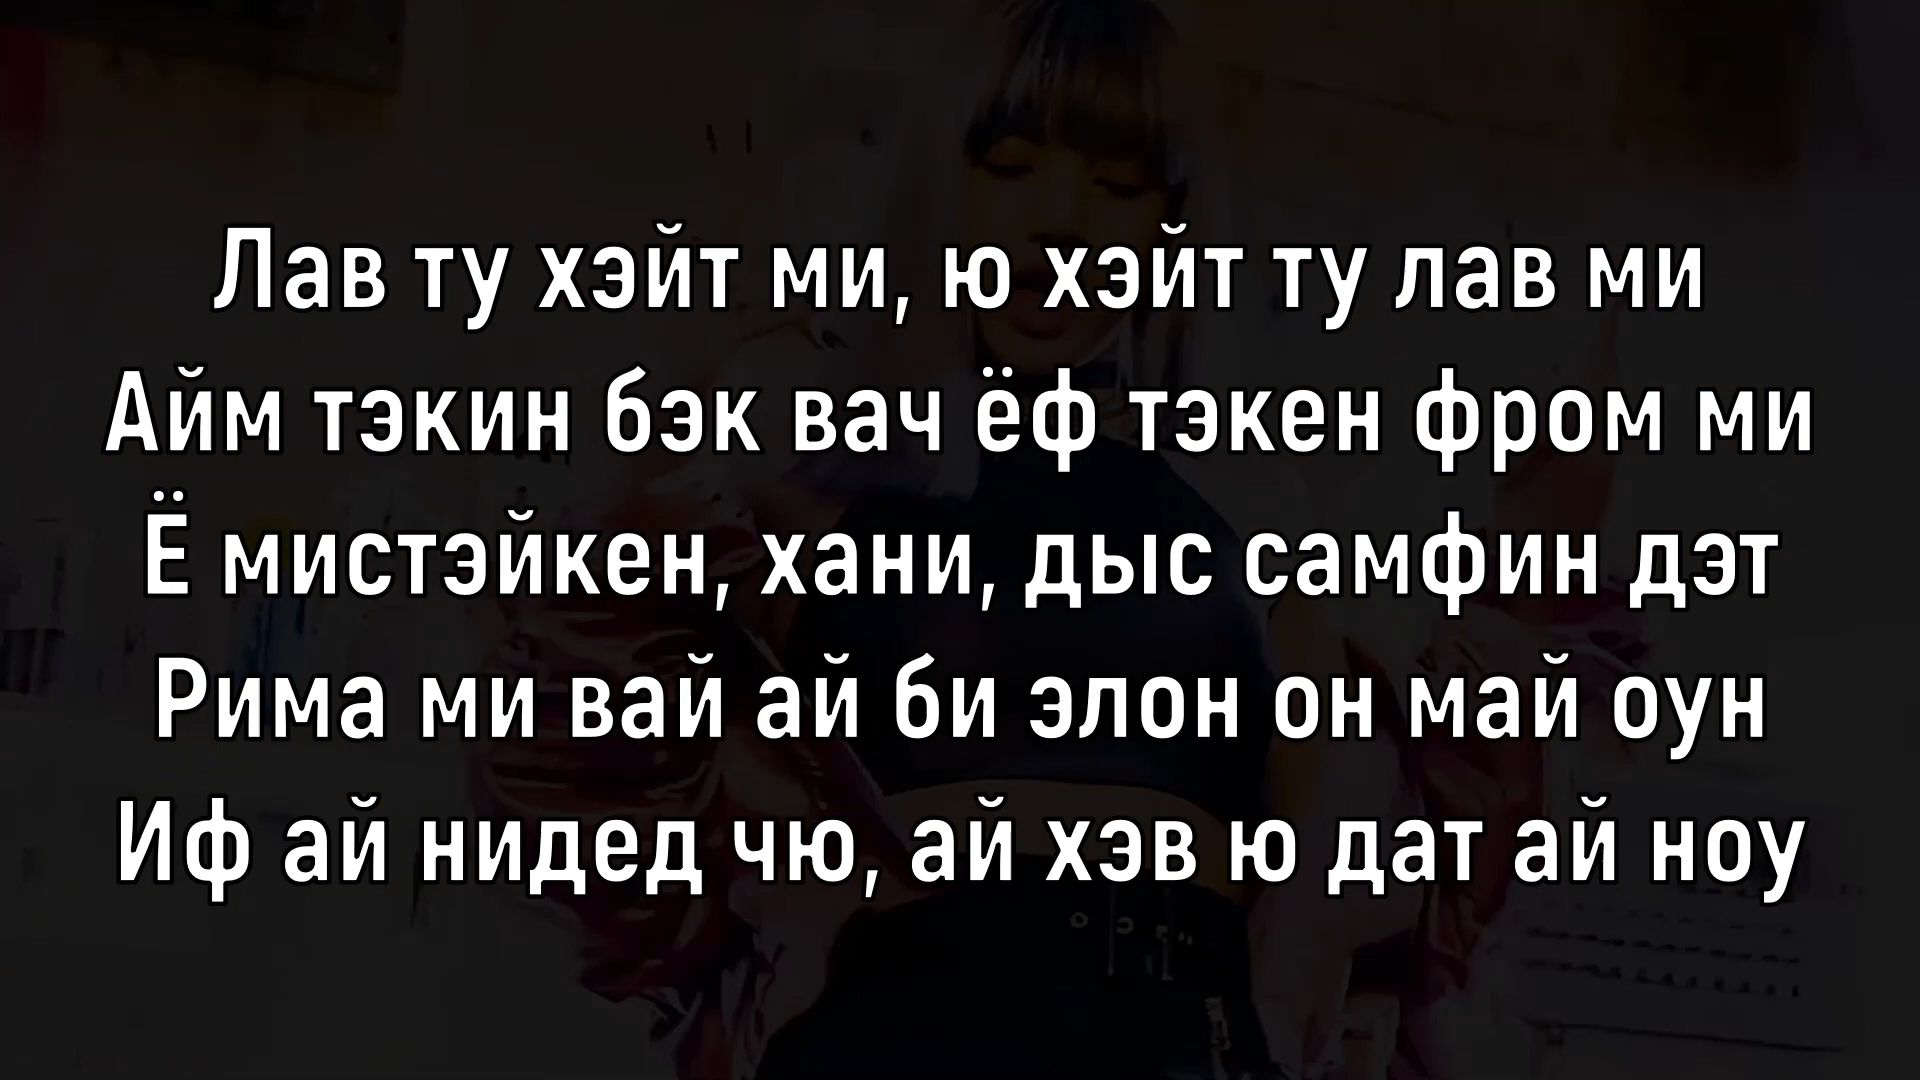 Лав ту хэйт ми, ю хэйт ту лав ми
Айм тэкин бэк вач ёф тэкен фром ми
Ё мистэйкен, хани, дыс самфин дэт
Рима ми вай ай би элон он май оун
Иф ай нидед чю, ай хэв ю дат ай ноу